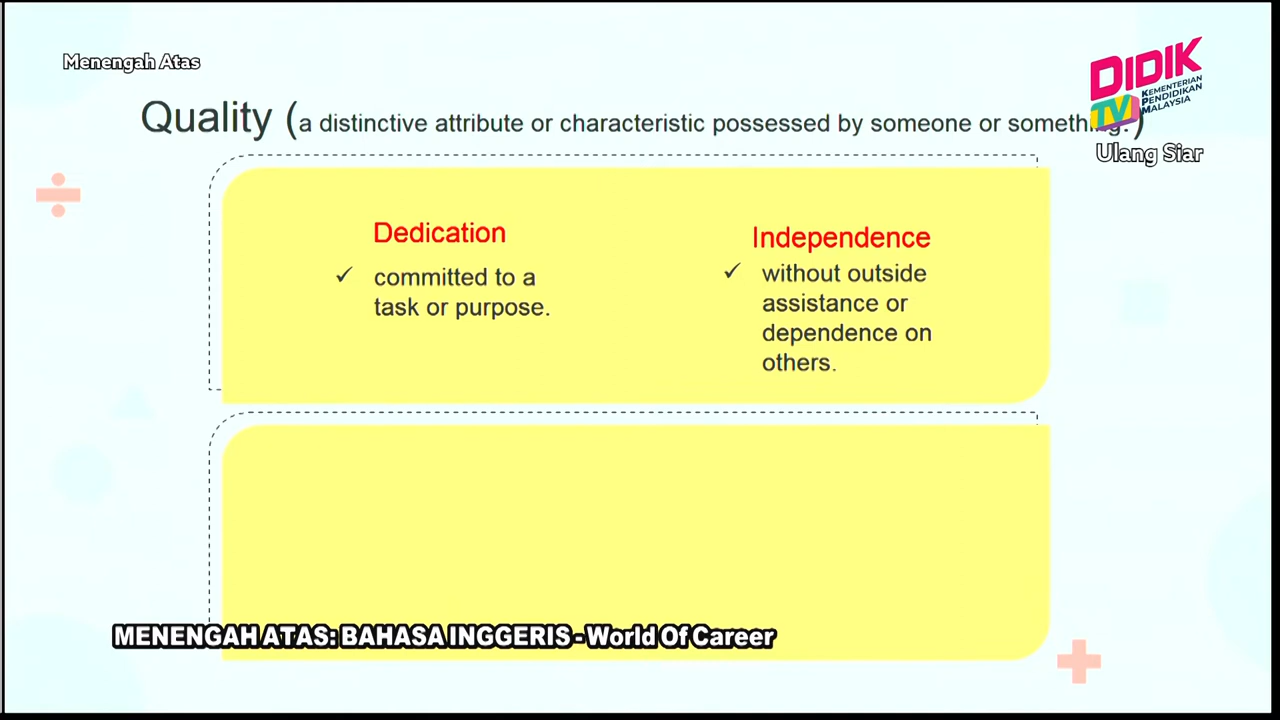 Menengah Atas
DIDIK
TV
KEMENTERIAN
PENDIDIKAN
MALAYSIA
Ulang Siar
Quality (a distinctive attribute or characteristic possessed by someone or something.)
Dedication
✓ committed to a
task or purpose.
Independence
✓ without outside
assistance or
dependence on
others.
MENENGAH ATAS: BAHASA INGGERIS - World Of Career